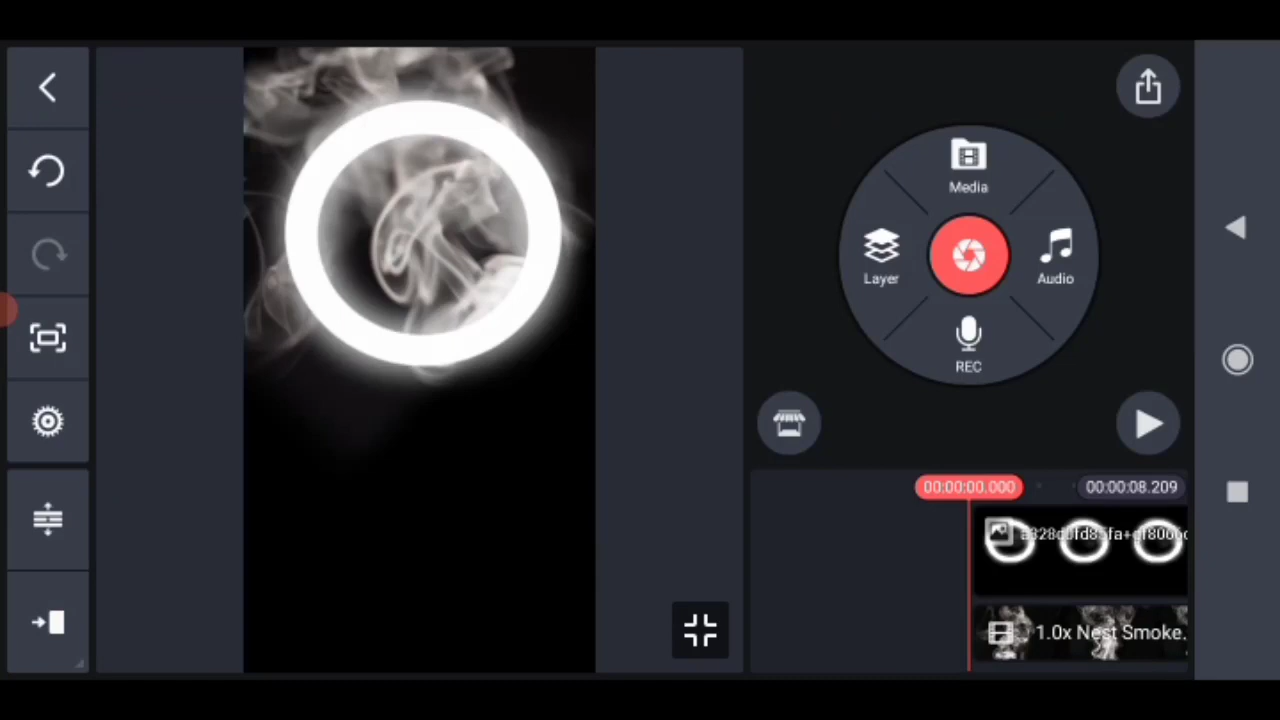 Media
Layer
Audio
REC
00:00:00.000
00:00:08.209
1.0x Nest Smoke.